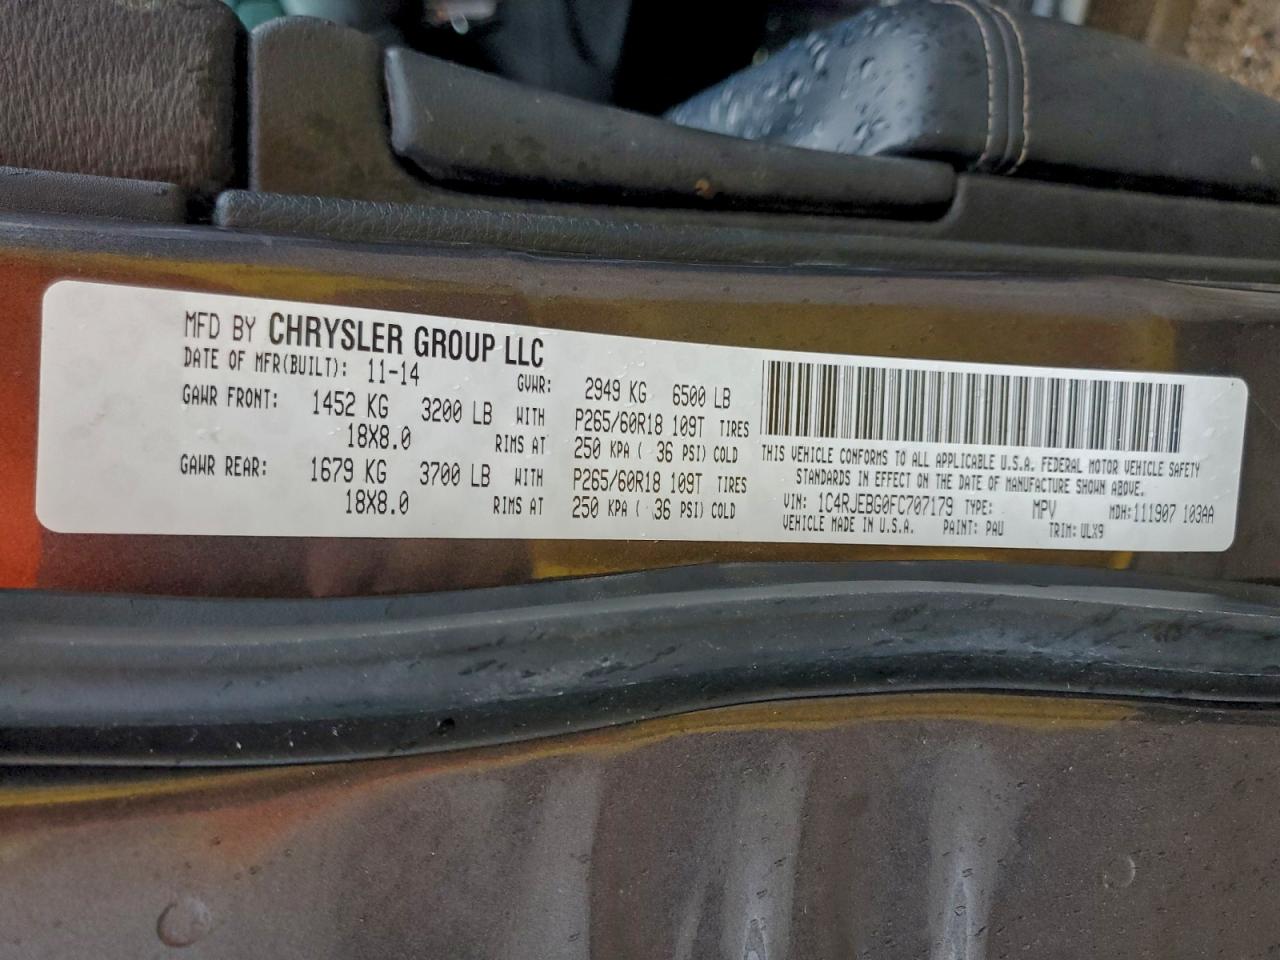 MFD BY CHRYSLER GROUP LLC
DATE OF MFR(BUILT): 11-14 GVWR: 2949 KG 6500 LB
GAWR FRONT: 1452 KG 3200 LB WITH P265/60R18 109T TIRES
18X8.0 RIMS AT 250 KPA ( 36 PSI) COLD
GAWR REAR: 1679 KG 3700 LB WITH P265/60R18 109T TIRES
18X8.0 RIMS AT 250 KPA ( 36 PSI) COLD
THIS VEHICLE CONFORMS TO ALL APPLICABLE U.S.A. FEDERAL MOTOR VEHICLE SAFETY
STANDARDS IN EFFECT ON THE DATE OF MANUFACTURE SHOWN ABOVE.
VIN: 1C4RJEBG0FC707179 TYPE: MPV MDH: 111907 103AA
VEHICLE MADE IN U.S.A. PAINT: PAU TRIM: ULX9